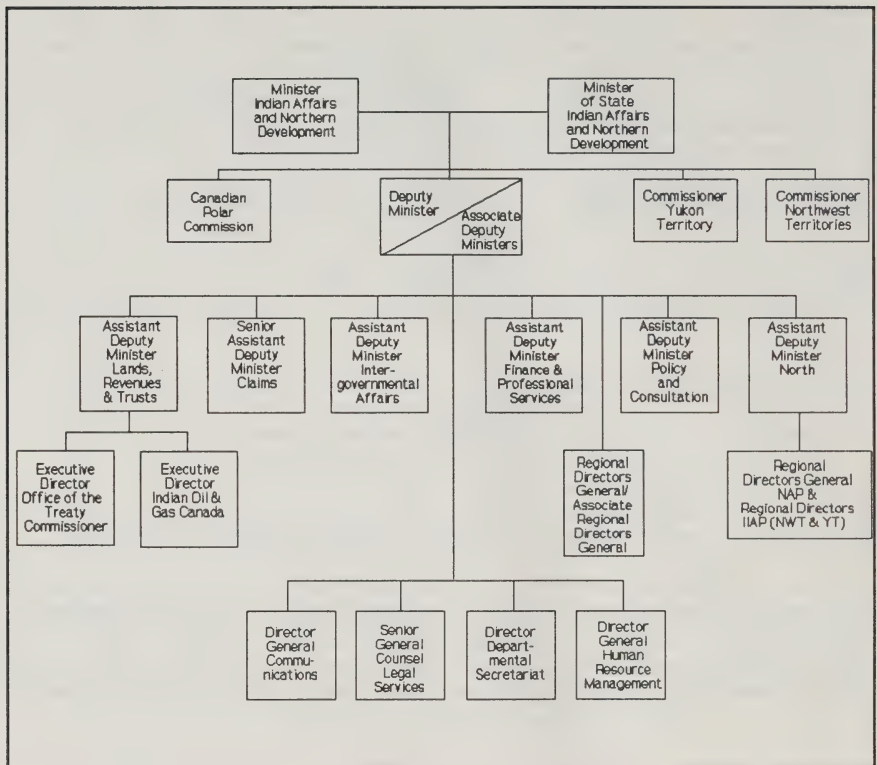 Minister
Indian Affairs
and Northern
Development
Minister
of State
Indian Affairs
and Northern
Development
Canadian
Polar
Commission
Deputy
Minister
Associate
Deputy
Ministers
Commissioner
Yukon
Territory
Commissioner
Northwest
Territories
Assistant
Deputy
Minister
Lands,
Revenues
& Trusts
Senior
Assistant
Deputy
Minister
Claims
Assistant
Deputy
Minister
Inter-
governmental
Affairs
Assistant
Deputy
Minister
Finance &
Professional
Services
Assistant
Deputy
Minister
Policy
and
Consultation
Assistant
Deputy
Minister
North
Executive
Director
Office of the
Treaty
Commissioner
Executive
Director
Indian Oil &
Gas Canada
Regional
Directors
General/
Associate
Regional
Directors
General
Regional
Directors General
NAP &
Regional Directors
IIAP (NWT & YT)
Director
General
Commu-
nications
Senior
General
Counsel
Legal
Services
Director
Depart-
mental
Secretariat
Director
General
Human
Resource
Management